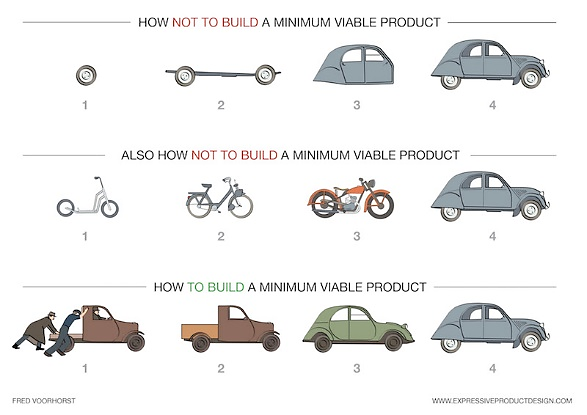 HOW NOT TO BUILD A MINIMUM VIABLE PRODUCT
1 2 3 4
ALSO HOW NOT TO BUILD A MINIMUM VIABLE PRODUCT
1 2 3 4
HOW TO BUILD A MINIMUM VIABLE PRODUCT
1 2 3 4
FRED VOORHORST WWW.EXPRESSIVEPRODUCTDESIGN.COM